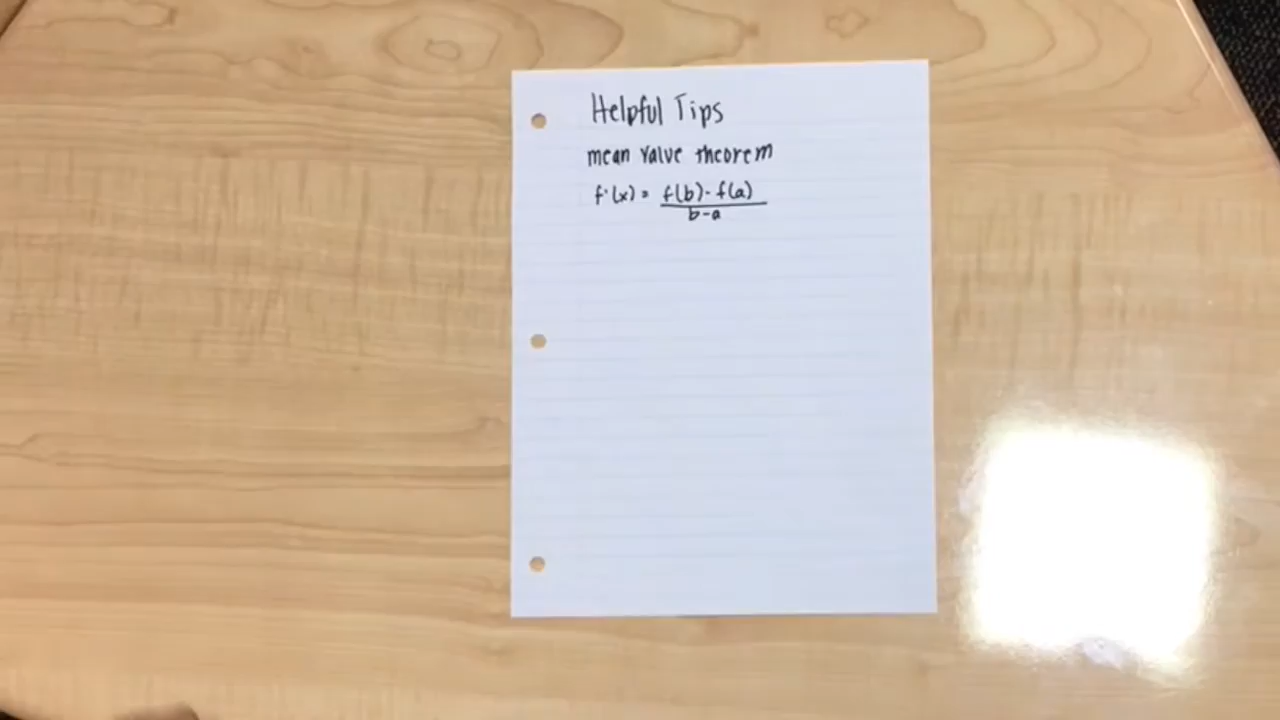 Helpful Tips
mean value theorem
f'(x) = f(b) - f(a)
b-a